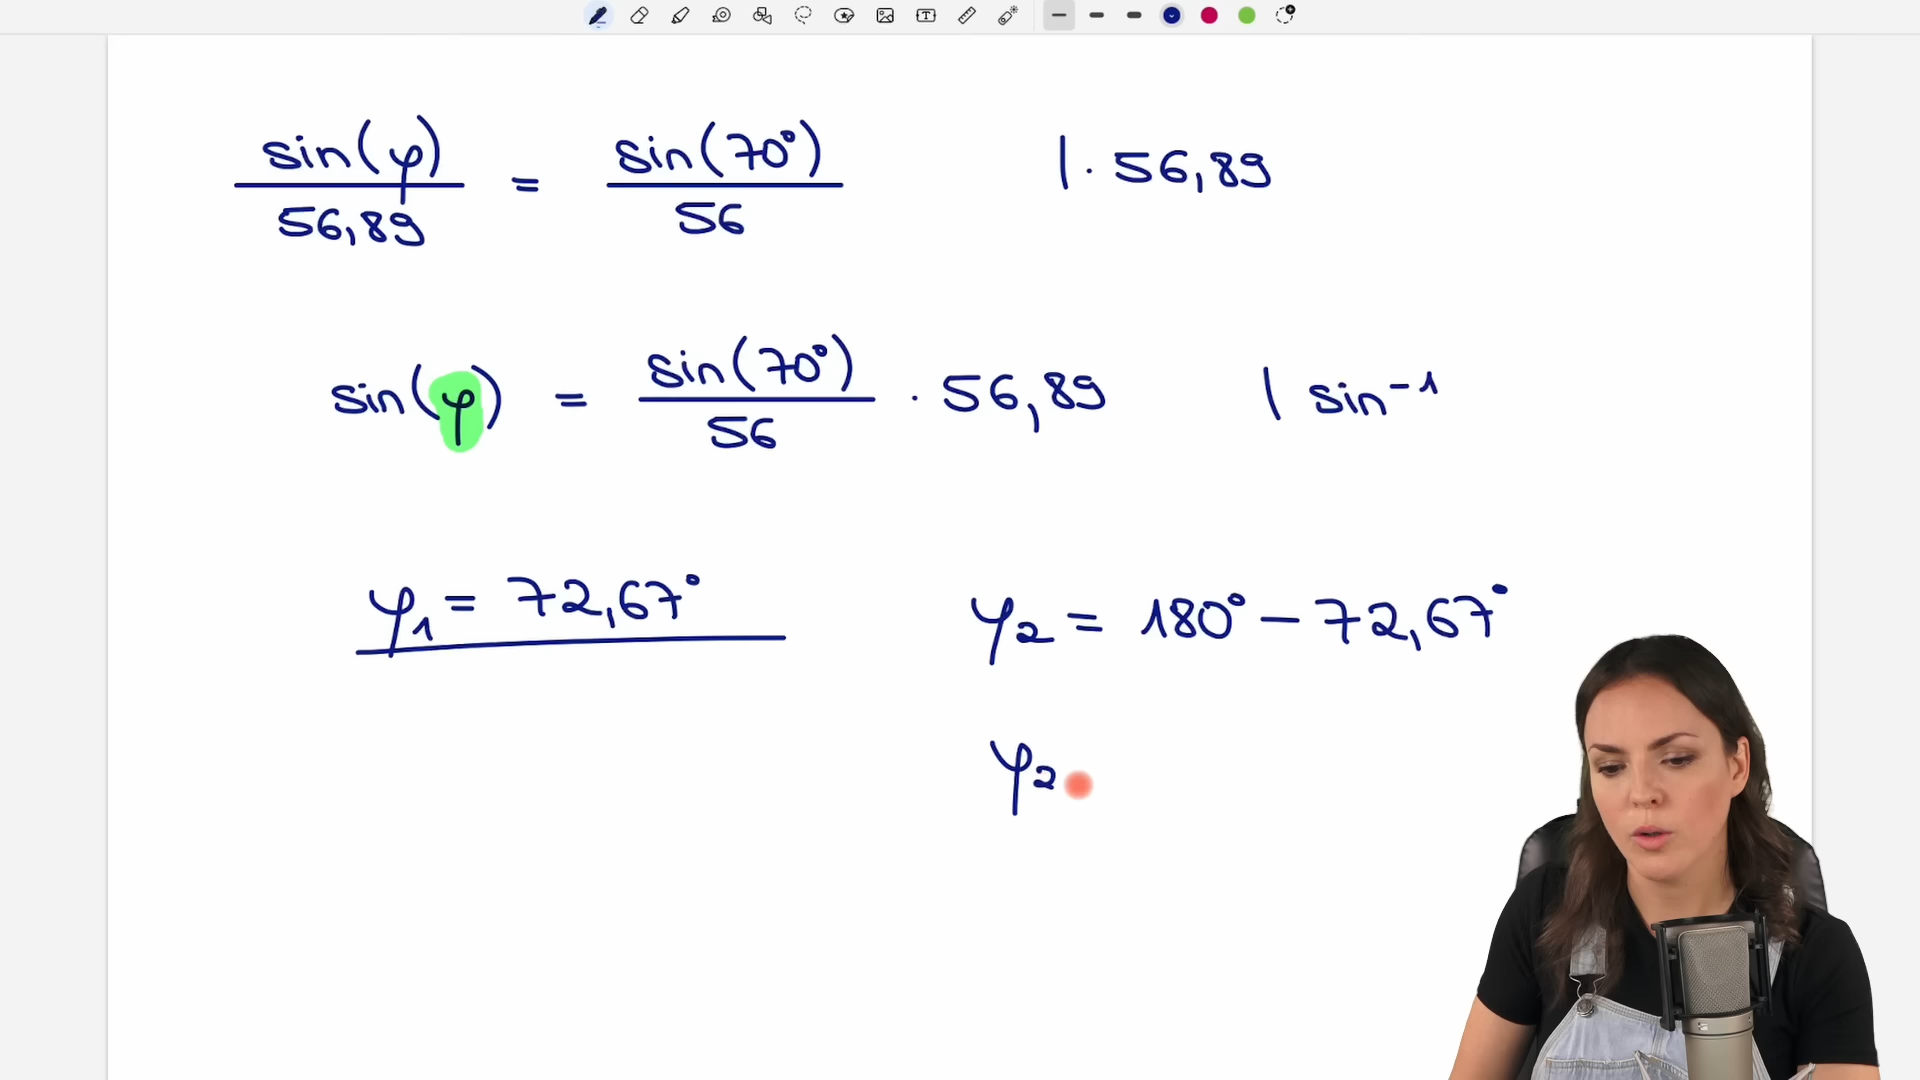 sin(φ)/56,89 = sin(70°)/56 | · 56,89
sin(φ) = sin(70°)/56 · 56,89 | sin⁻¹
φ₁ = 72,67° φ₂ = 180° − 72,67°
φ₂